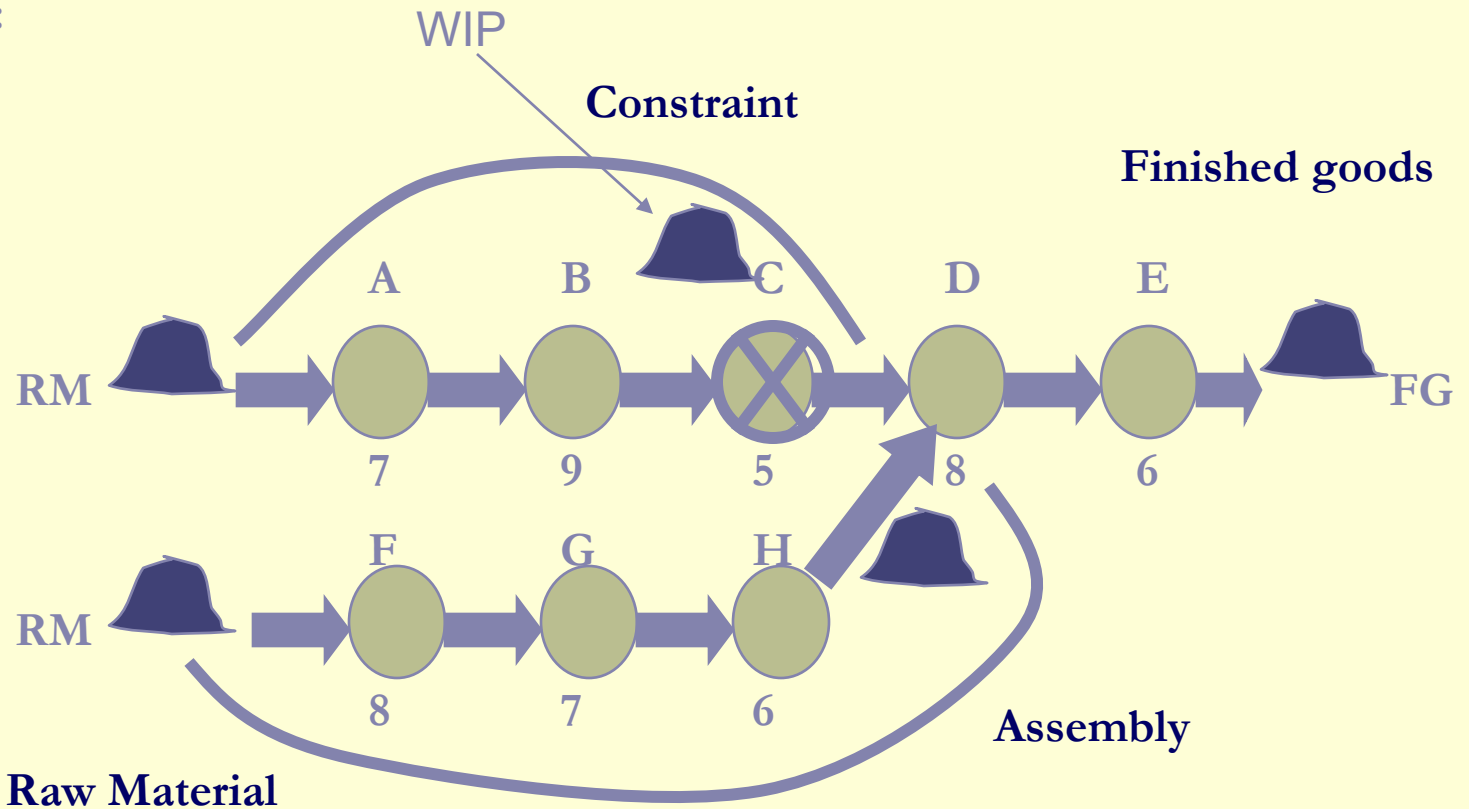 :
WIP
Constraint
Finished goods
A B C D E
RM FG
7 9 5 8 6
F G H
RM
8 7 6
Assembly
Raw Material